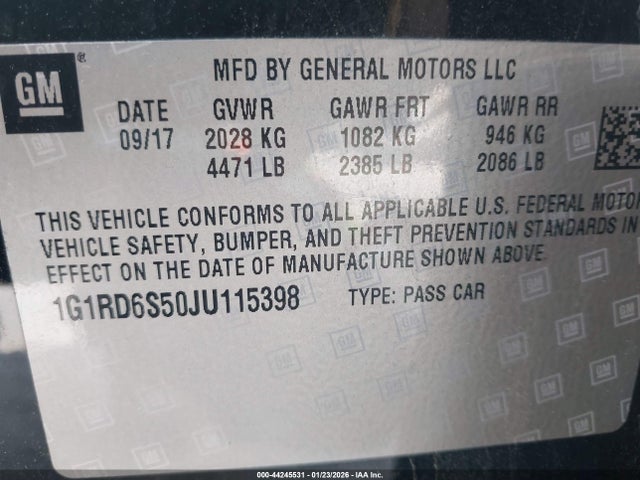 GM
MFD BY GENERAL MOTORS LLC
DATE GVWR GAWR FRT GAWR RR
09/17 2028 KG 1082 KG 946 KG
4471 LB 2385 LB 2086 LB
THIS VEHICLE CONFORMS TO ALL APPLICABLE U.S. FEDERAL MOTOR
VEHICLE SAFETY, BUMPER, AND THEFT PREVENTION STANDARDS IN
EFFECT ON THE DATE OF MANUFACTURE SHOWN ABOVE.
1G1RD6S50JU115398 TYPE: PASS CAR
000-44245531 - 01/23/2026 - IAA Inc.